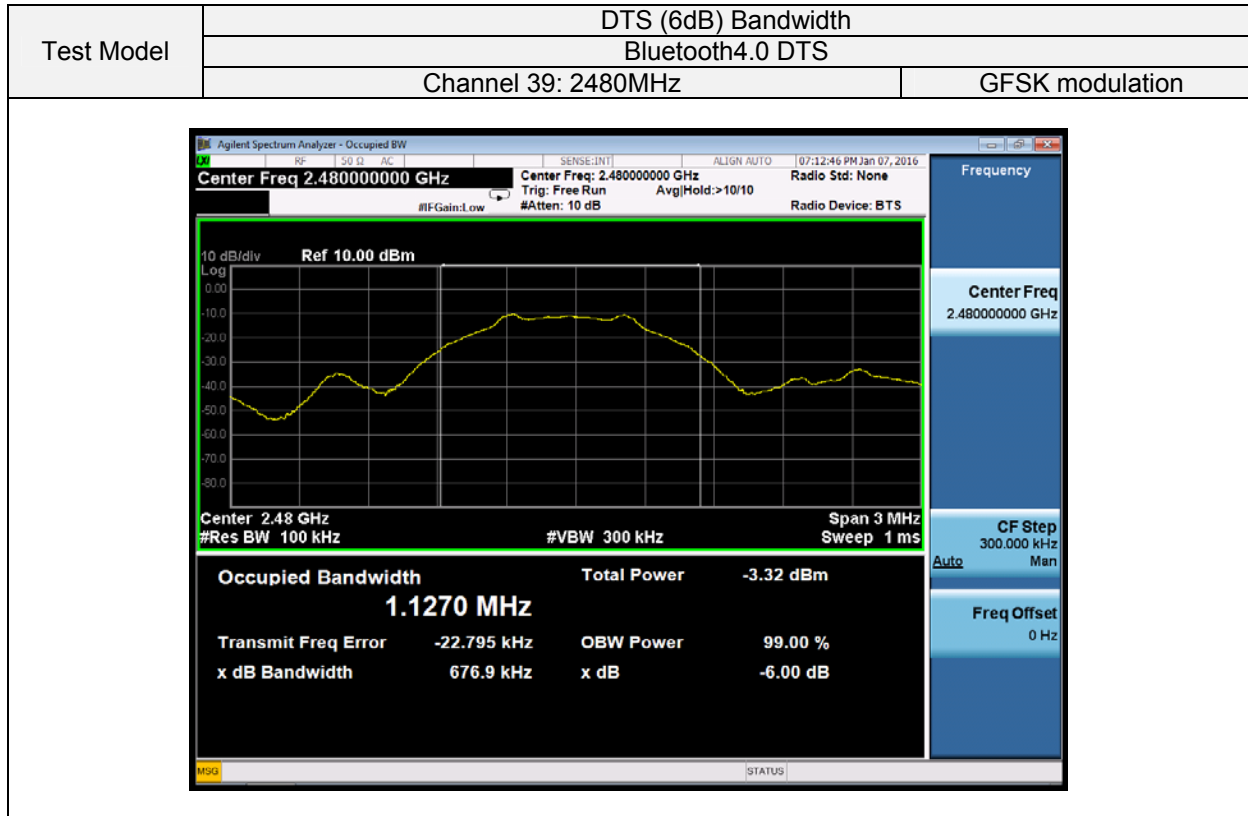 Test Model
DTS (6dB) Bandwidth
Bluetooth4.0 DTS
Channel 39: 2480MHz GFSK modulation
Agilent Spectrum Analyzer - Occupied BW
RF 50 Ω AC SENSE:INT ALIGN AUTO 07:12:46 PM Jan 07, 2016
Center Freq 2.480000000 GHz
Center Freq: 2.480000000 GHz Radio Std: None
Trig: Free Run Avg|Hold:>10/10
#IFGain:Low #Atten: 10 dB Radio Device: BTS
10 dB/div Ref 10.00 dBm
Log
0.00
-10.0
-20.0
-30.0
-40.0
-50.0
-60.0
-70.0
-80.0
Center 2.48 GHz Span 3 MHz
#Res BW 100 kHz #VBW 300 kHz Sweep 1 ms
Occupied Bandwidth Total Power -3.32 dBm
1.1270 MHz
Transmit Freq Error -22.795 kHz OBW Power 99.00 %
x dB Bandwidth 676.9 kHz x dB -6.00 dB
MSG STATUS
Frequency
Center Freq
2.480000000 GHz
CF Step
300.000 kHz
Auto Man
Freq Offset
0 Hz